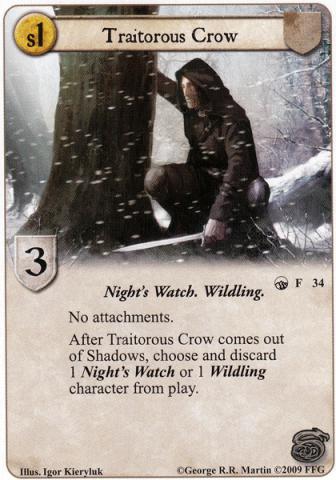 s1
Traitorous Crow
3
Night's Watch. Wildling.
F 34
No attachments.
After Traitorous Crow comes out
of Shadows, choose and discard
1 Night's Watch or 1 Wildling
character from play.
Illus. Igor Kieryluk
©George R.R. Martin ©2009 FFG